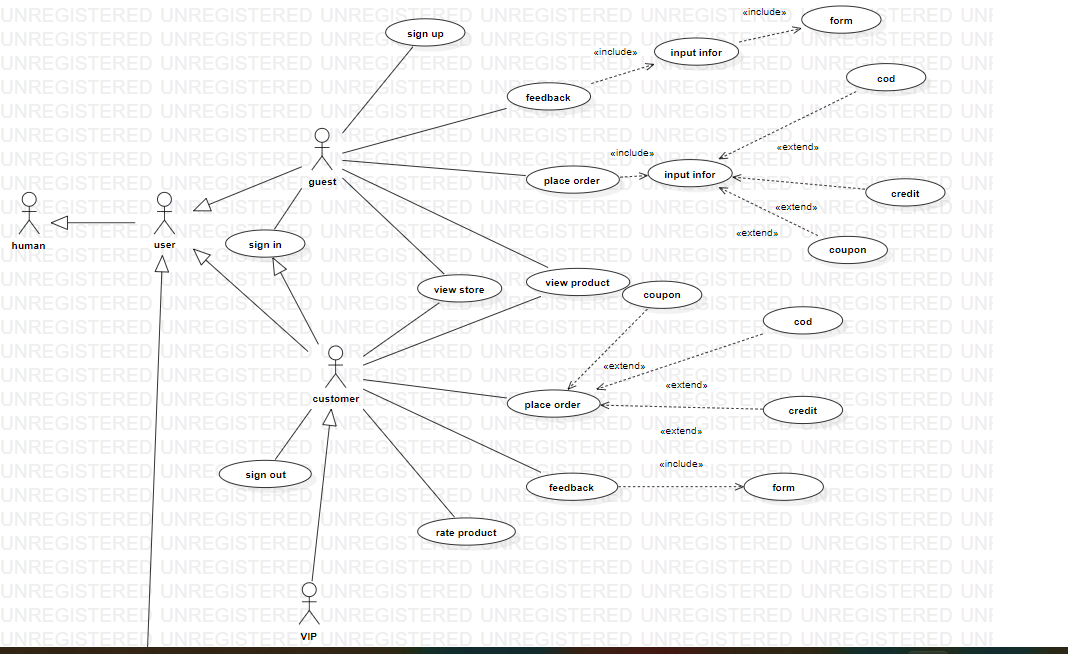 «include»
form
sign up
«include»
input infor
cod
feedback
«extend»
«include»
guest
place order
input infor
credit
«extend»
human
user
sign in
«extend»
coupon
view store
view product
coupon
cod
«extend»
«extend»
customer
place order
credit
«extend»
«include»
sign out
feedback
form
rate product
VIP
UNREGISTERED